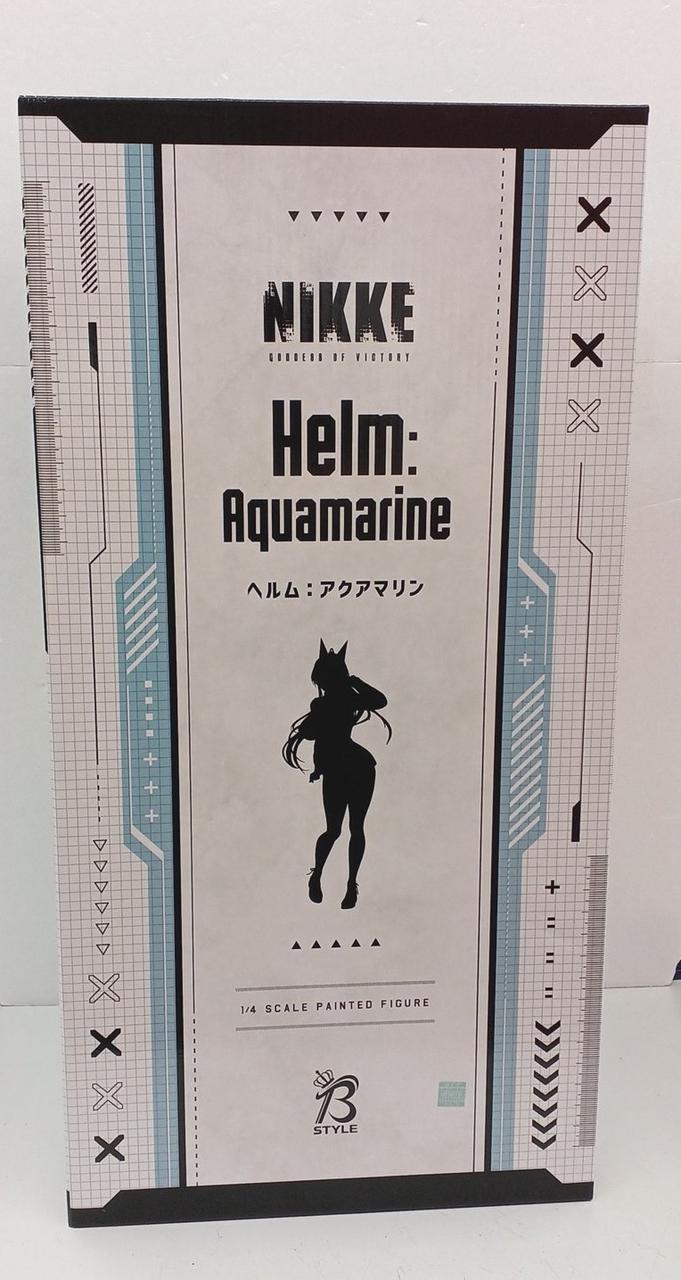 NIKKE
GODDESS OF VICTORY
Helm:
Aquamarine
ヘルム：アクアマリン
1/4 SCALE PAINTED FIGURE
B
STYLE